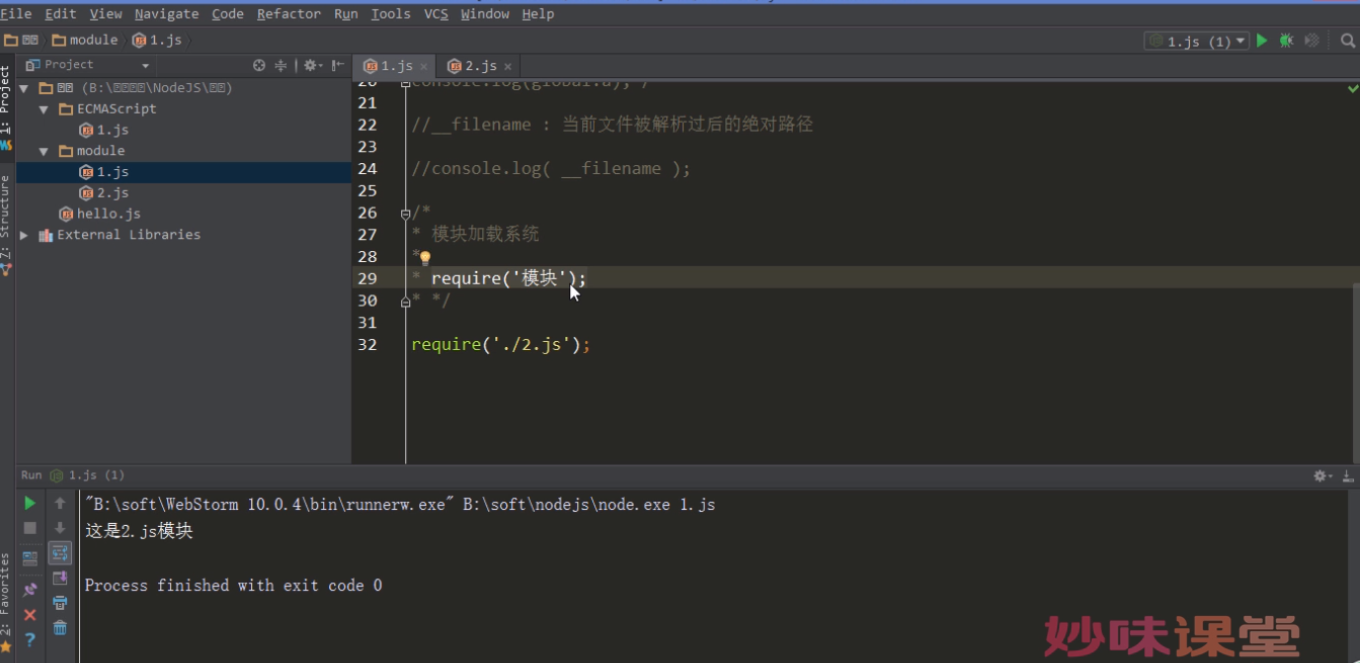 File Edit View Navigate Code Refactor Run Tools VCS Window Help
module 1.js
1.js (1)
1: Project
Project
1.js × 2.js ×
(B:\NodeJS\)
ECMAScript
1.js
module
1.js
2.js
hello.js
External Libraries
7: Structure
20 console.log(global.a);*/
21
22 //__filename : 当前文件被解析过后的绝对路径
23
24 //console.log( __filename );
25
26 /*
27 * 模块加载系统
28 *
29 * require('模块');
30 * */
31
32 require('./2.js');
Run 1.js (1)
"B:\soft\WebStorm 10.0.4\bin\runnerw.exe" B:\soft\nodejs\node.exe 1.js
这是2.js模块
Process finished with exit code 0
2: Favorites
妙味课堂